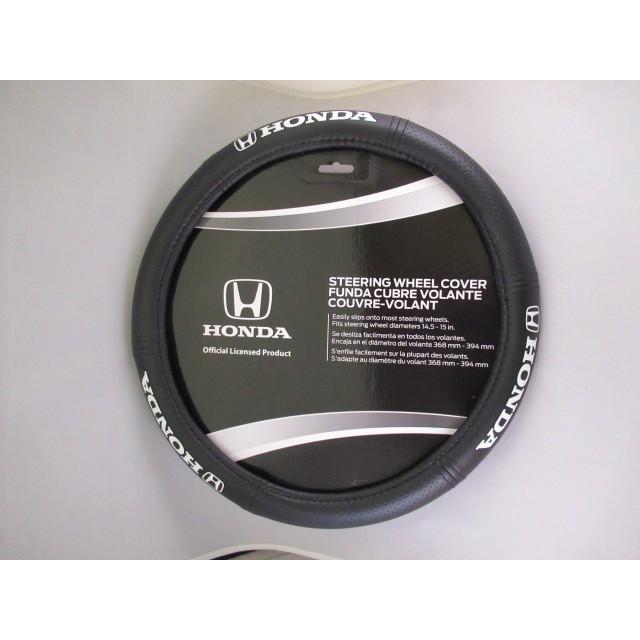 HONDA
STEERING WHEEL COVER
FUNDA CUBRE VOLANTE
COUVRE-VOLANT
Easily slips onto most steering wheels.
Fits steering wheel diameters 14.5 - 15 in.
Se desliza facilmenta en todos los volantes.
Encaja en el diámetro del volante 368 mm - 394 mm
S'enfile facilement sur la plupart des volants.
S'adapte au diamètre du volant 368 mm - 394 mm
HONDA
Official Licensed Product
HONDA
HONDA